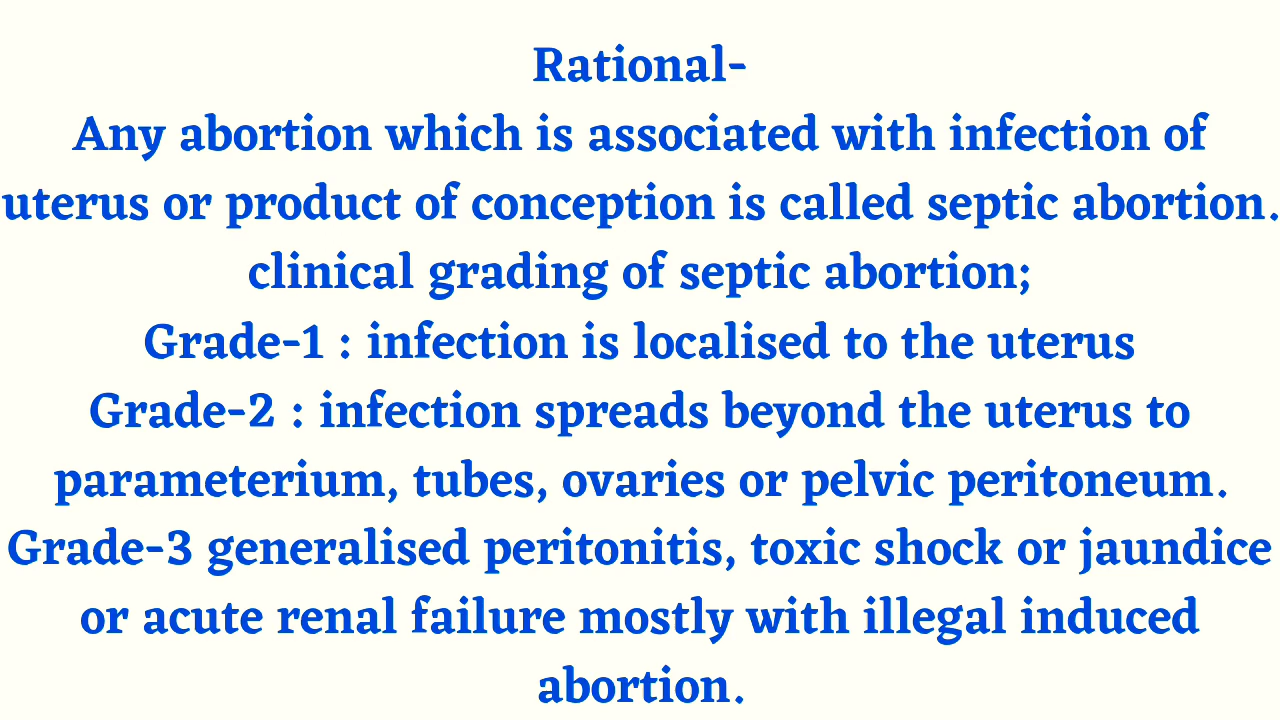 Rational-
Any abortion which is associated with infection of
uterus or product of conception is called septic abortion.
clinical grading of septic abortion;
Grade-1 : infection is localised to the uterus
Grade-2 : infection spreads beyond the uterus to
parameterium, tubes, ovaries or pelvic peritoneum.
Grade-3 generalised peritonitis, toxic shock or jaundice
or acute renal failure mostly with illegal induced
abortion.